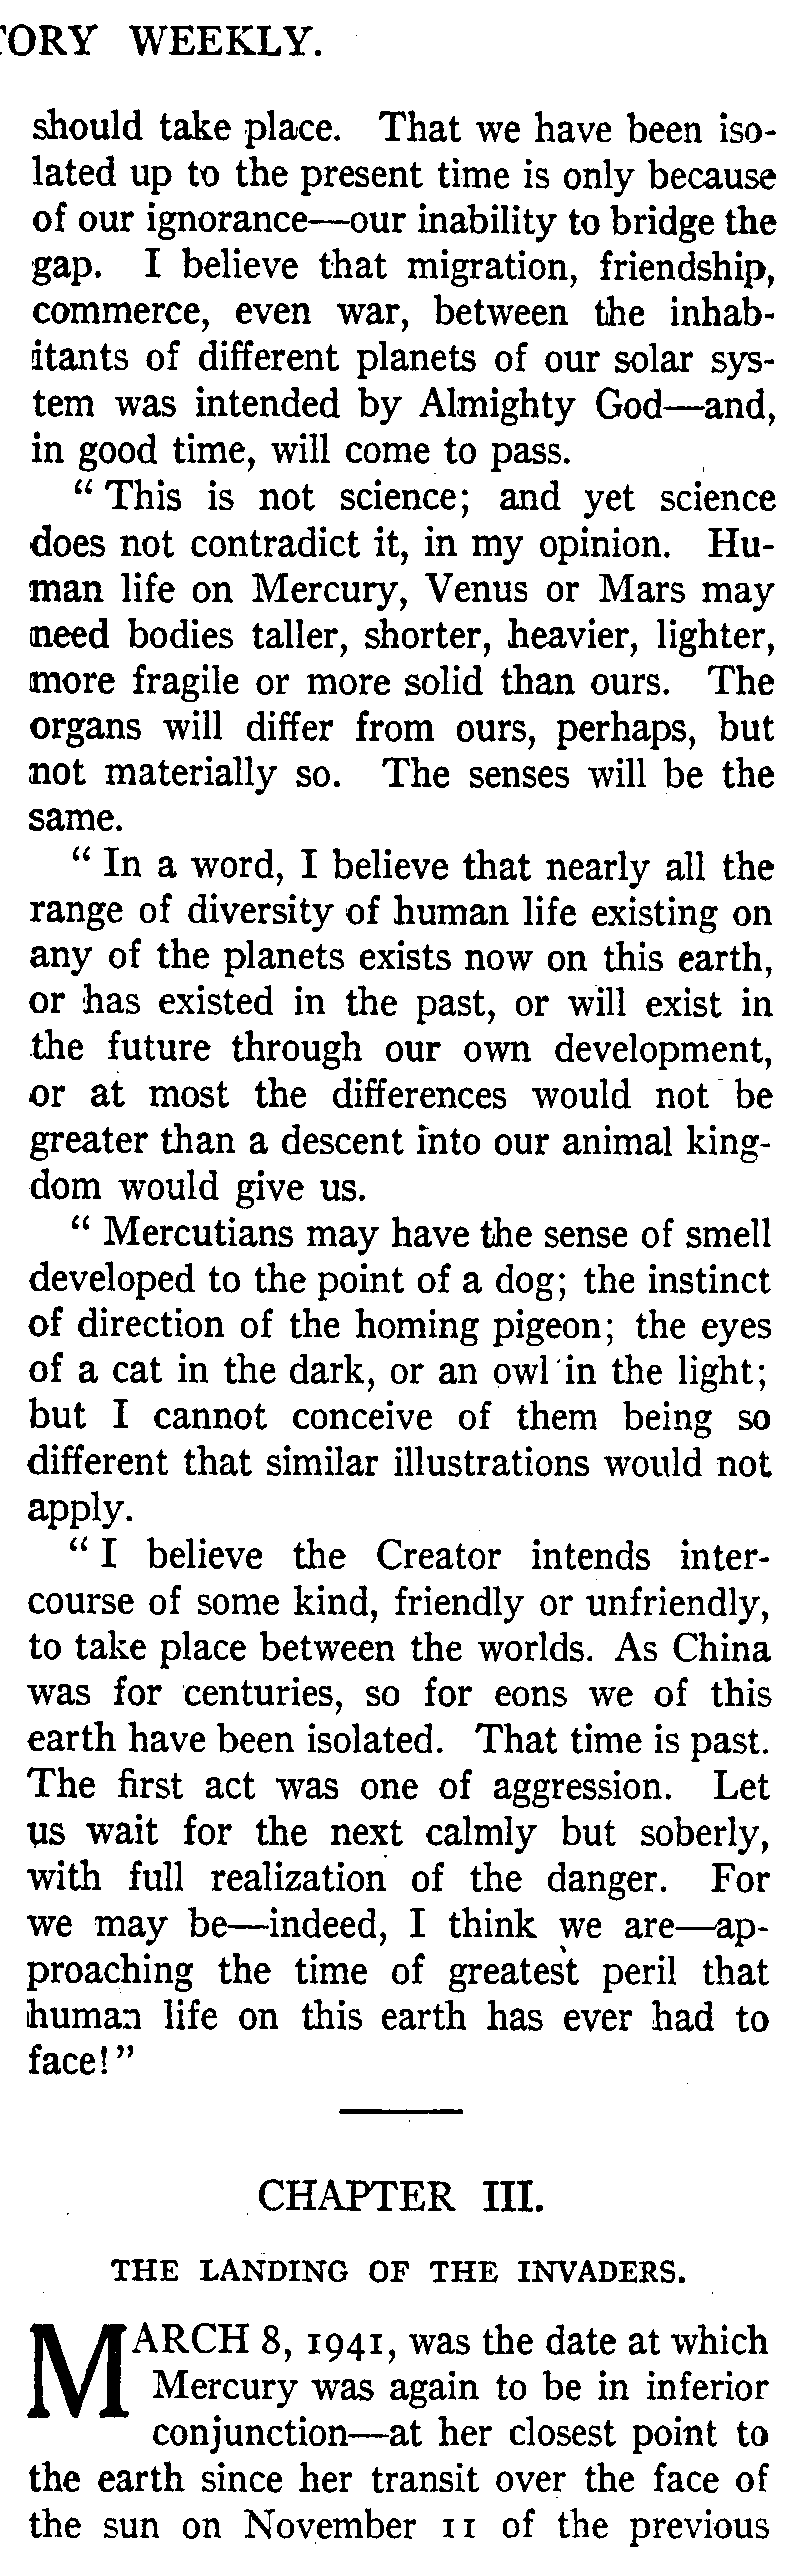 TORY WEEKLY.
should take place. That we have been iso-
lated up to the present time is only because
of our ignorance—our inability to bridge the
gap. I believe that migration, friendship,
commerce, even war, between the inhab-
itants of different planets of our solar sys-
tem was intended by Almighty God—and,
in good time, will come to pass.
“ This is not science; and yet science
does not contradict it, in my opinion. Hu-
man life on Mercury, Venus or Mars may
need bodies taller, shorter, heavier, lighter,
more fragile or more solid than ours. The
organs will differ from ours, perhaps, but
not materially so. The senses will be the
same.
“ In a word, I believe that nearly all the
range of diversity of human life existing on
any of the planets exists now on this earth,
or has existed in the past, or will exist in
the future through our own development,
or at most the differences would not be
greater than a descent into our animal king-
dom would give us.
“ Mercutians may have the sense of smell
developed to the point of a dog; the instinct
of direction of the homing pigeon; the eyes
of a cat in the dark, or an owl in the light;
but I cannot conceive of them being so
different that similar illustrations would not
apply.
“ I believe the Creator intends inter-
course of some kind, friendly or unfriendly,
to take place between the worlds. As China
was for centuries, so for eons we of this
earth have been isolated. That time is past.
The first act was one of aggression. Let
us wait for the next calmly but soberly,
with full realization of the danger. For
we may be—indeed, I think we are—ap-
proaching the time of greatest peril that
human life on this earth has ever had to
face!”
CHAPTER III.
THE LANDING OF THE INVADERS.
MARCH 8, 1941, was the date at which
Mercury was again to be in inferior
conjunction—at her closest point to
the earth since her transit over the face of
the sun on November 11 of the previous